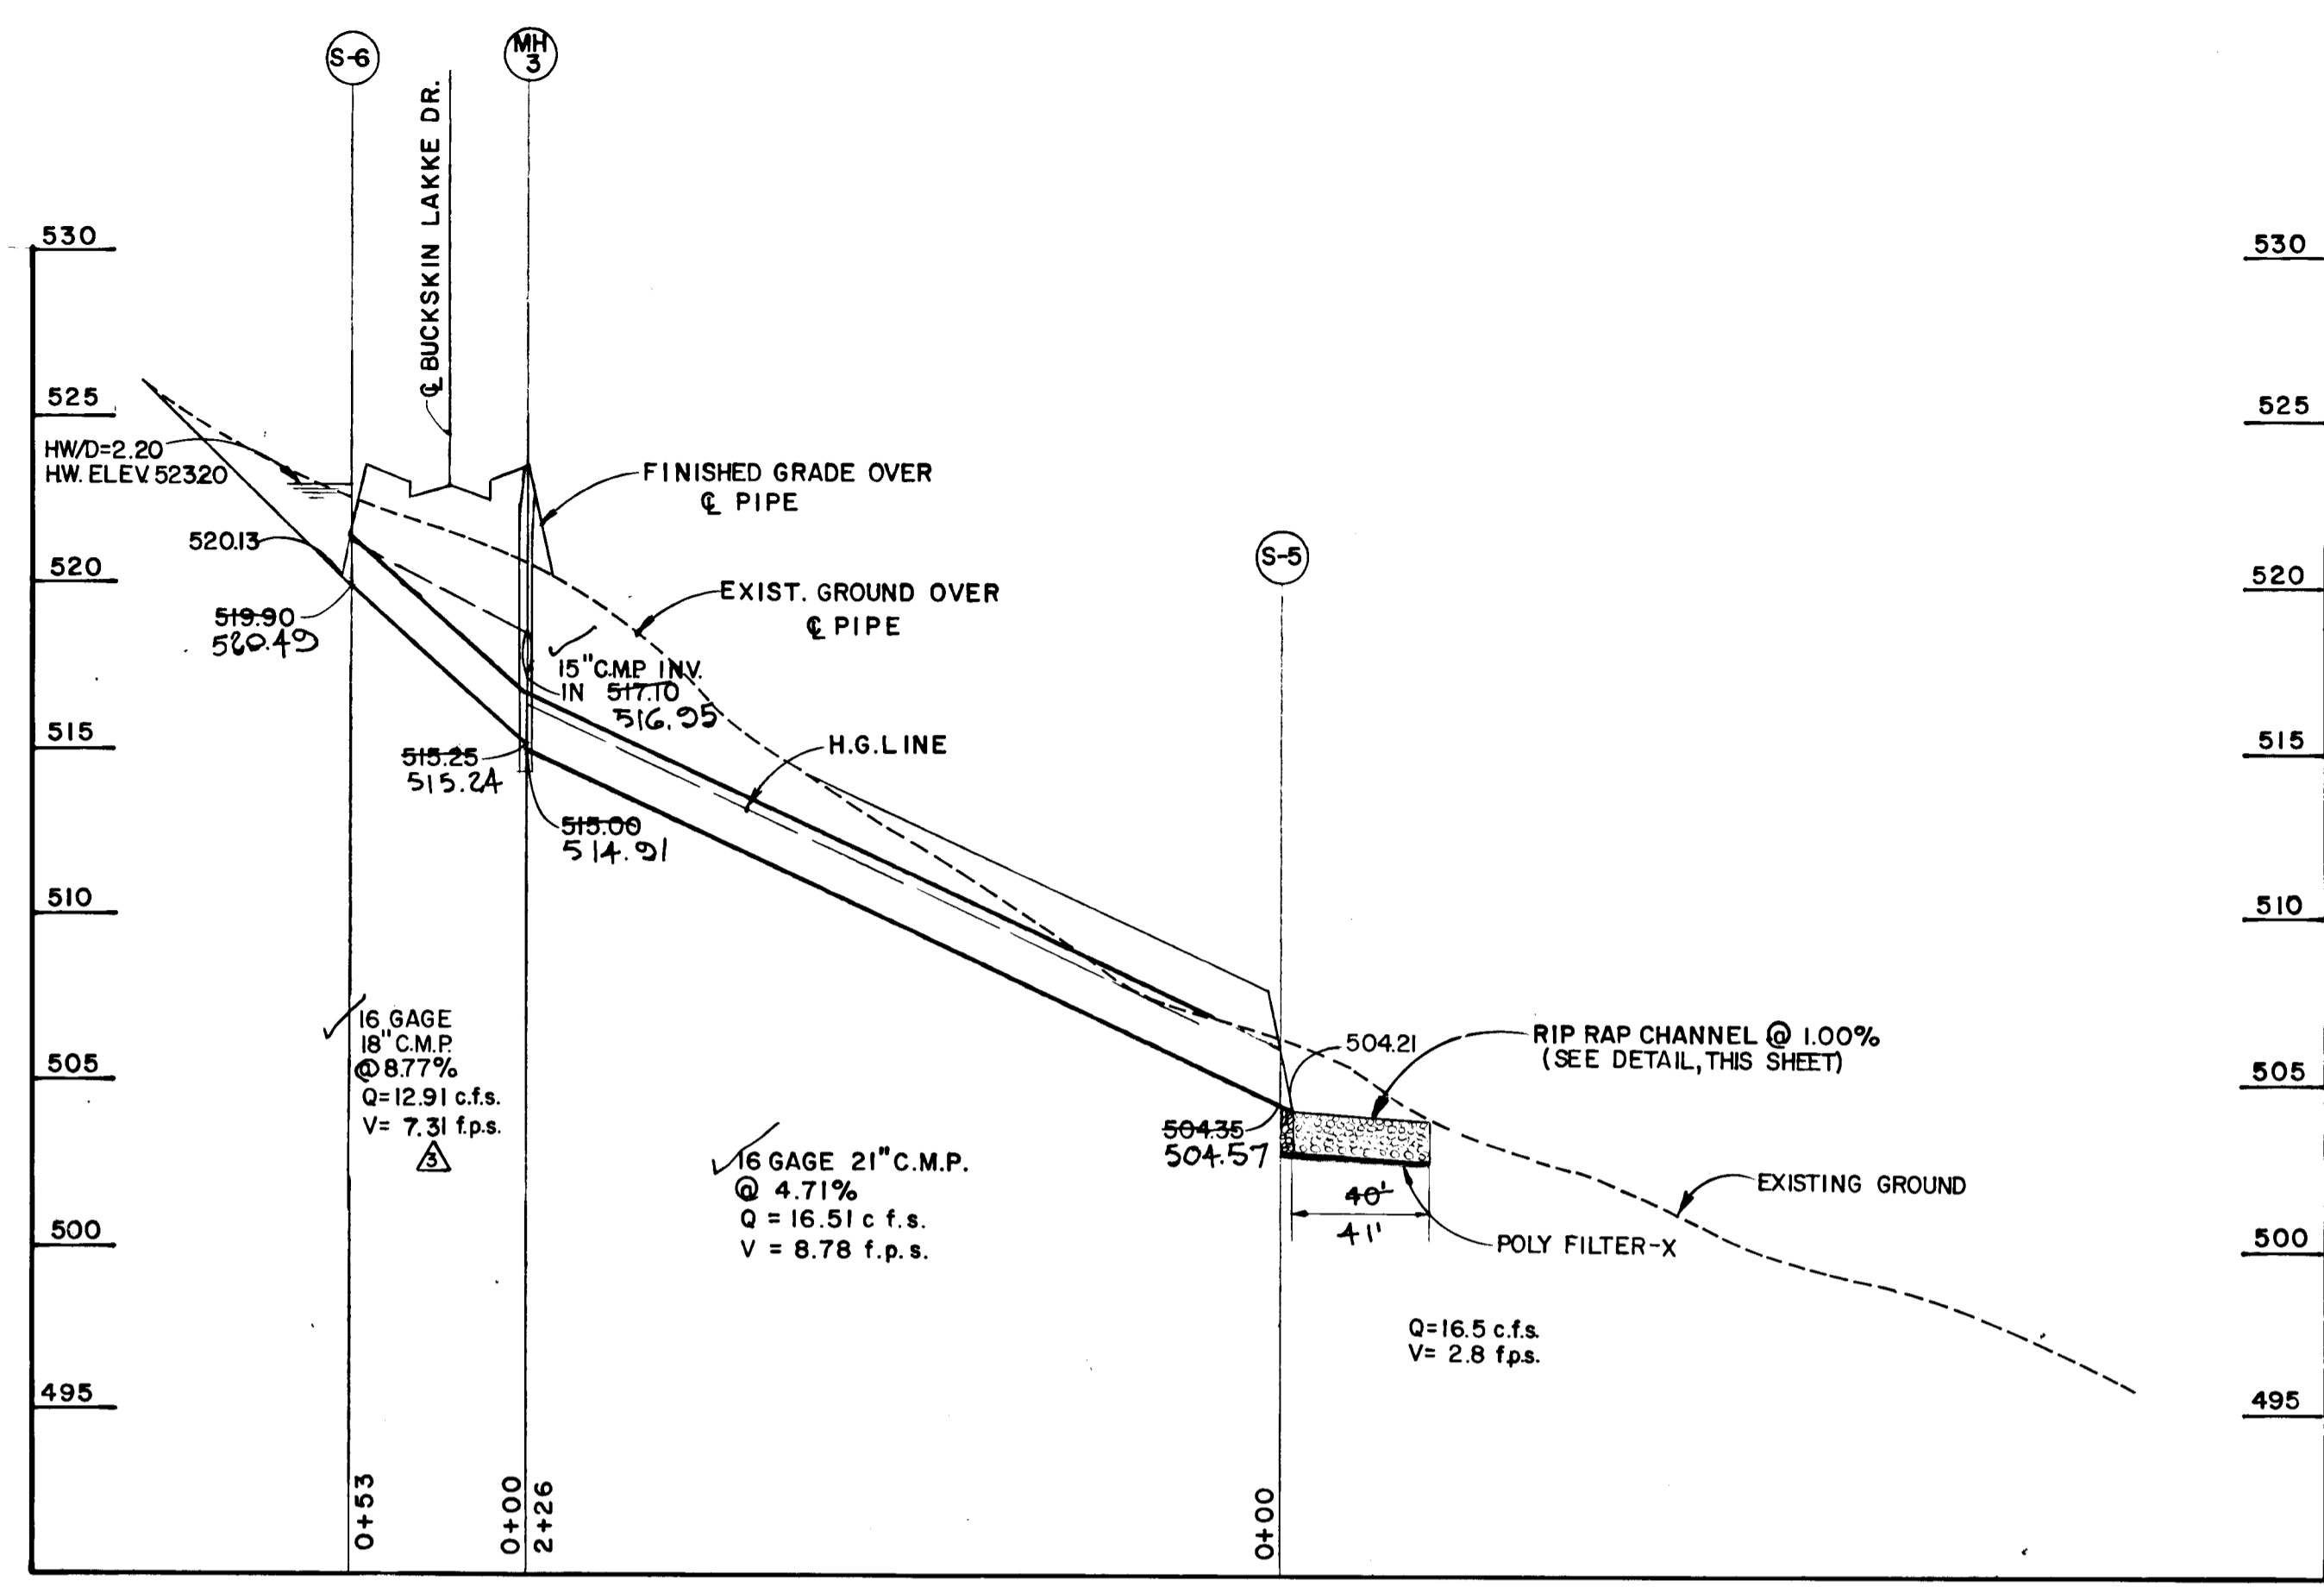 S-6
MH
3
℄ BUCKSKIN LAKKE DR.
530
530
525
525
HW/D=2.20
H.W. ELEV. 523.20
FINISHED GRADE OVER
℄ PIPE
520.13
520
520
S-5
519.90
520.49
EXIST. GROUND OVER
℄ PIPE
15" C.M.P. INV.
IN 517.10
516.95
515
515
515.25
515.24
H.G.LINE
515.00
514.91
510
510
16 GAGE
18" C.M.P.
@ 8.77%
Q=12.91 c.f.s.
V= 7.31 f.p.s.
3
505
505
504.21
RIP RAP CHANNEL @ 1.00%
(SEE DETAIL, THIS SHEET)
504.35
504.57
16 GAGE 21" C.M.P.
@ 4.71%
Q = 16.51 c f.s.
V = 8.78 f.p.s.
40'
41'
EXISTING GROUND
POLY FILTER-X
500
500
Q=16.5 c.f.s.
V= 2.8 f.p.s.
495
495
0+53
0+00
2+26
0+00